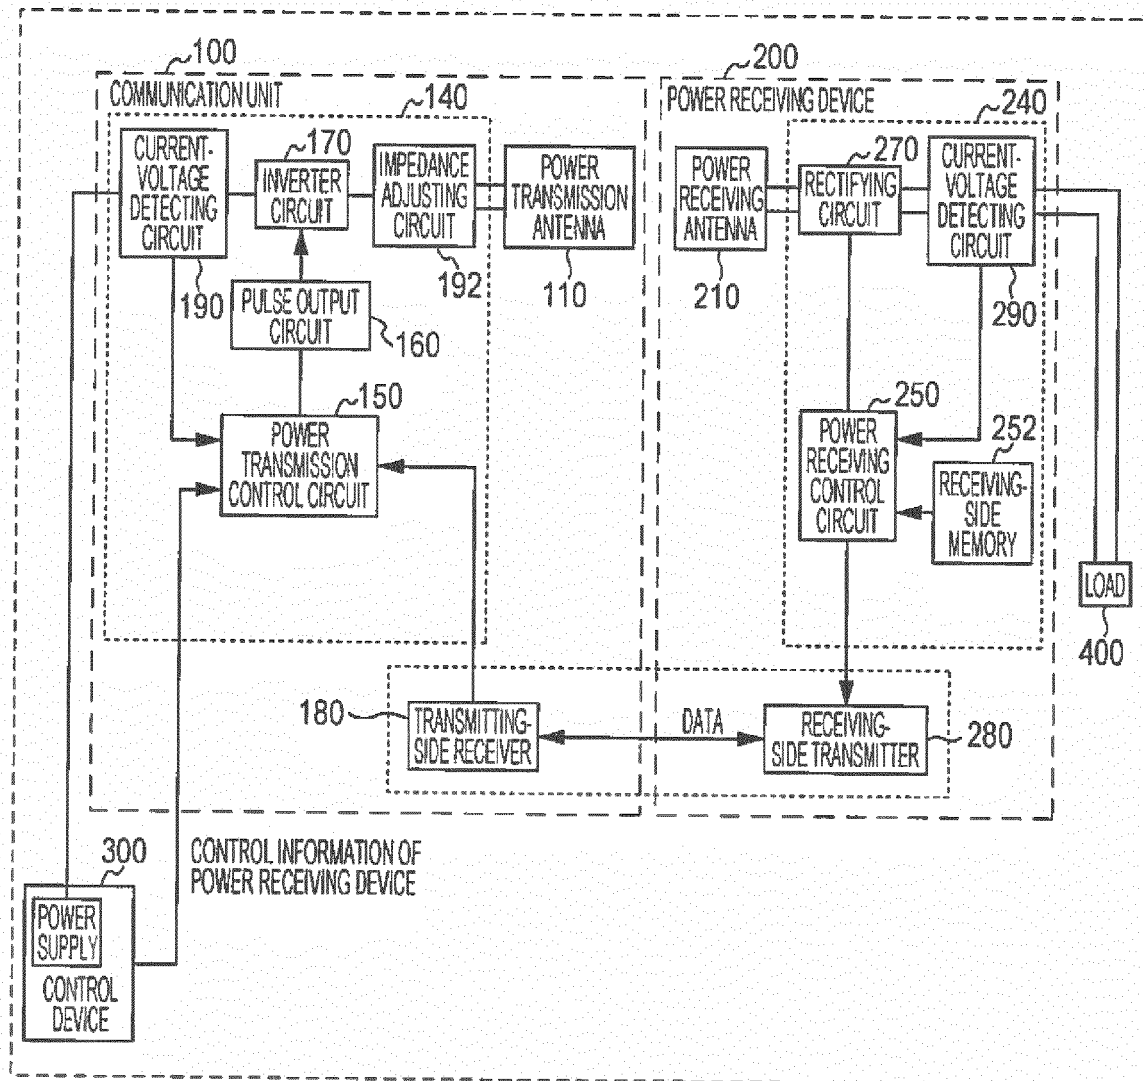 100
COMMUNICATION UNIT
140
CURRENT-
VOLTAGE
DETECTING
CIRCUIT
190
170
INVERTER
CIRCUIT
IMPEDANCE
ADJUSTING
CIRCUIT
192
POWER
TRANSMISSION
ANTENNA
110
PULSE OUTPUT
CIRCUIT
160
150
POWER
TRANSMISSION
CONTROL CIRCUIT
200
POWER RECEIVING DEVICE
240
POWER
RECEIVING
ANTENNA
210
270
RECTIFYING
CIRCUIT
CURRENT-
VOLTAGE
DETECTING
CIRCUIT
290
250
POWER
RECEIVING
CONTROL
CIRCUIT
252
RECEIVING-
SIDE
MEMORY
LOAD
400
180
TRANSMITTING-
SIDE RECEIVER
DATA
RECEIVING-
SIDE TRANSMITTER
280
300
CONTROL INFORMATION OF
POWER RECEIVING DEVICE
POWER
SUPPLY
CONTROL
DEVICE